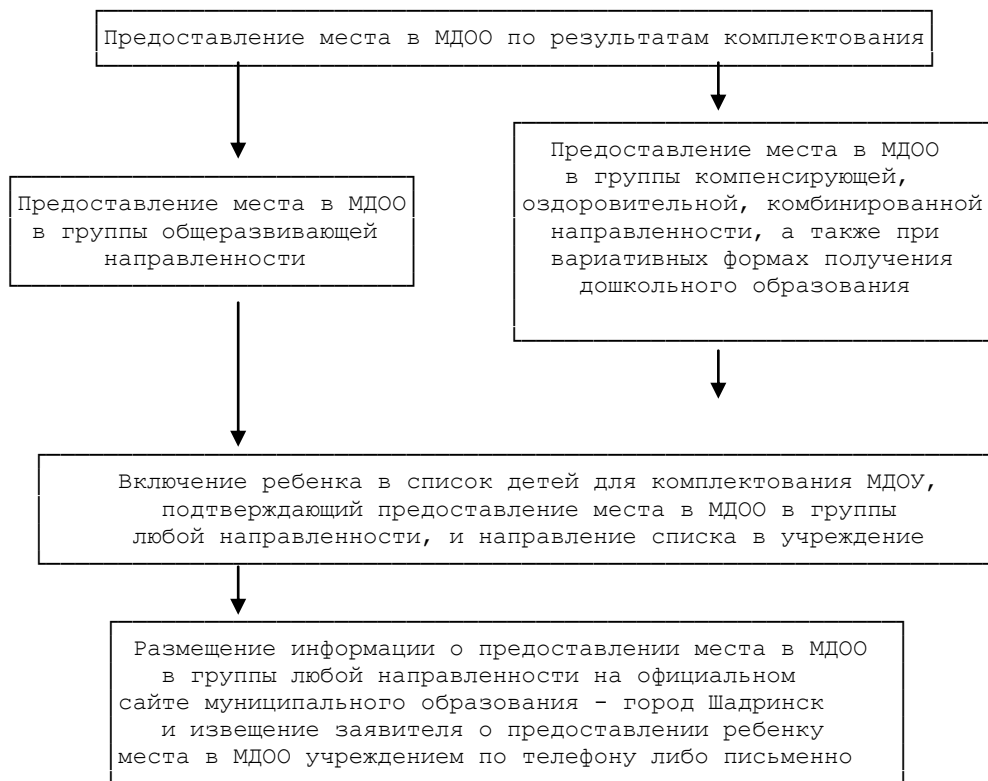 Предоставление места в МДОО по результатам комплектования
Предоставление места в МДОО
в группы общеразвивающей
направленности
Предоставление места в МДОО
в группы компенсирующей,
оздоровительной, комбинированной
направленности, а также при
вариативных формах получения
дошкольного образования
Включение ребенка в список детей для комплектования МДОУ,
подтверждающий предоставление места в МДОО в группы
любой направленности, и направление списка в учреждение
Размещение информации о предоставлении места в МДОО
в группы любой направленности на официальном
сайте муниципального образования - город Шадринск
и извещение заявителя о предоставлении ребенку
места в МДОО учреждением по телефону либо письменно